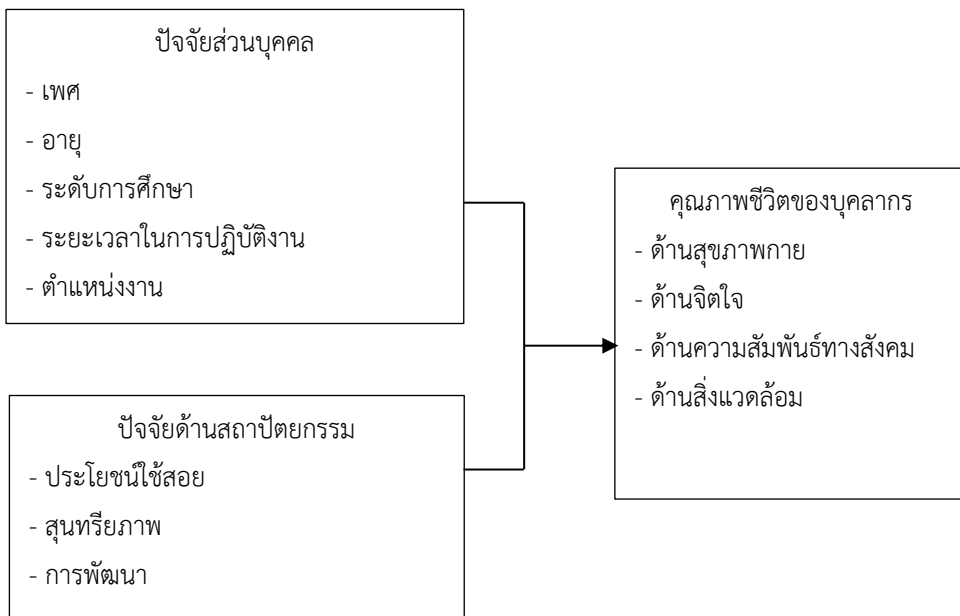 ปัจจัยส่วนบุคคล
- เพศ
- อายุ
- ระดับการศึกษา
- ระยะเวลาในการปฏิบัติงาน
- ตำแหน่งงาน
ปัจจัยด้านสถาปัตยกรรม
- ประโยชน์ใช้สอย
- สุนทรียภาพ
- การพัฒนา
คุณภาพชีวิตของบุคลากร
- ด้านสุขภาพกาย
- ด้านจิตใจ
- ด้านความสัมพันธ์ทางสังคม
- ด้านสิ่งแวดล้อม